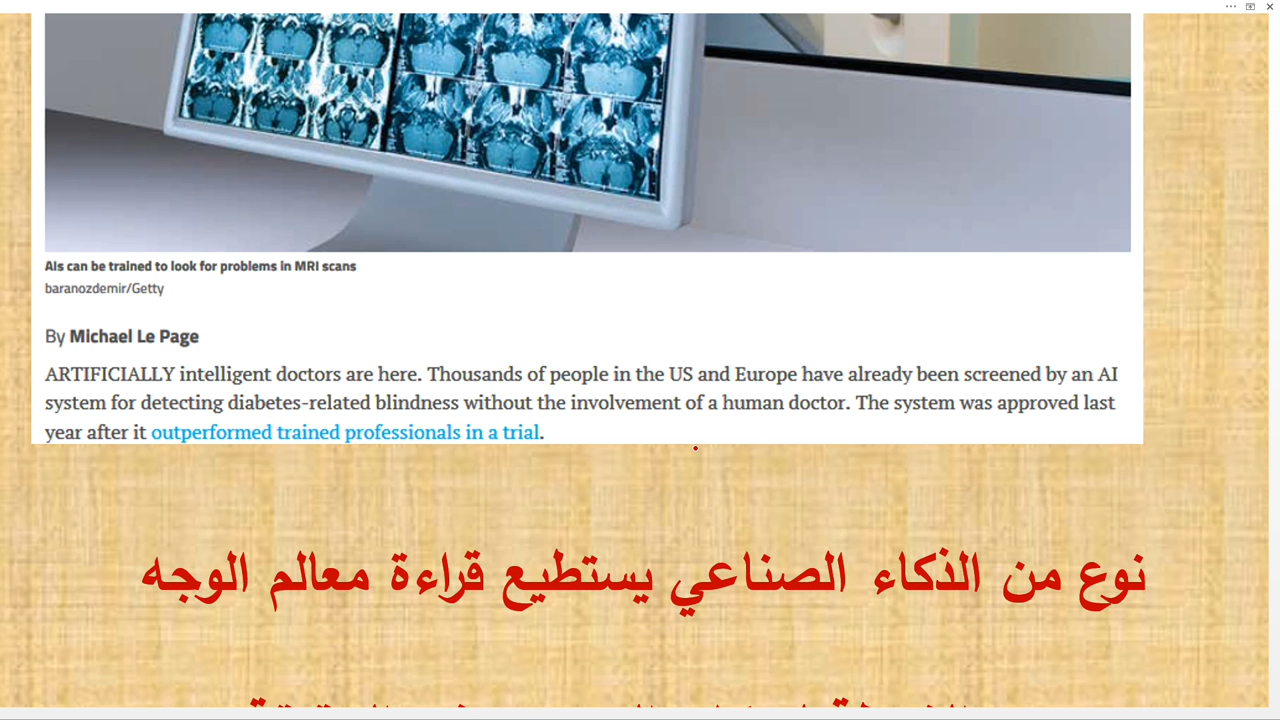 AIs can be trained to look for problems in MRI scans
baranozdemir/Getty
By Michael Le Page
ARTIFICIALLY intelligent doctors are here. Thousands of people in the US and Europe have already been screened by an AI
system for detecting diabetes-related blindness without the involvement of a human doctor. The system was approved last
year after it outperformed trained professionals in a trial.
نوع من الذكاء الصناعي يستطيع قراءة معالم الوجه